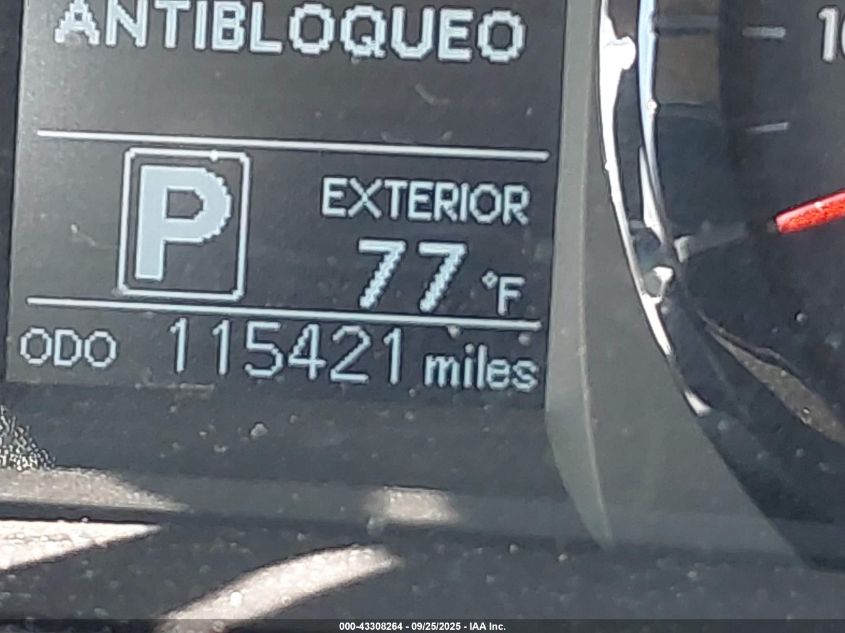 ANTIBLOQUEO
P
EXTERIOR
77 °F
ODO 115421 miles
000-43308264 - 09/25/2025 - IAA Inc.